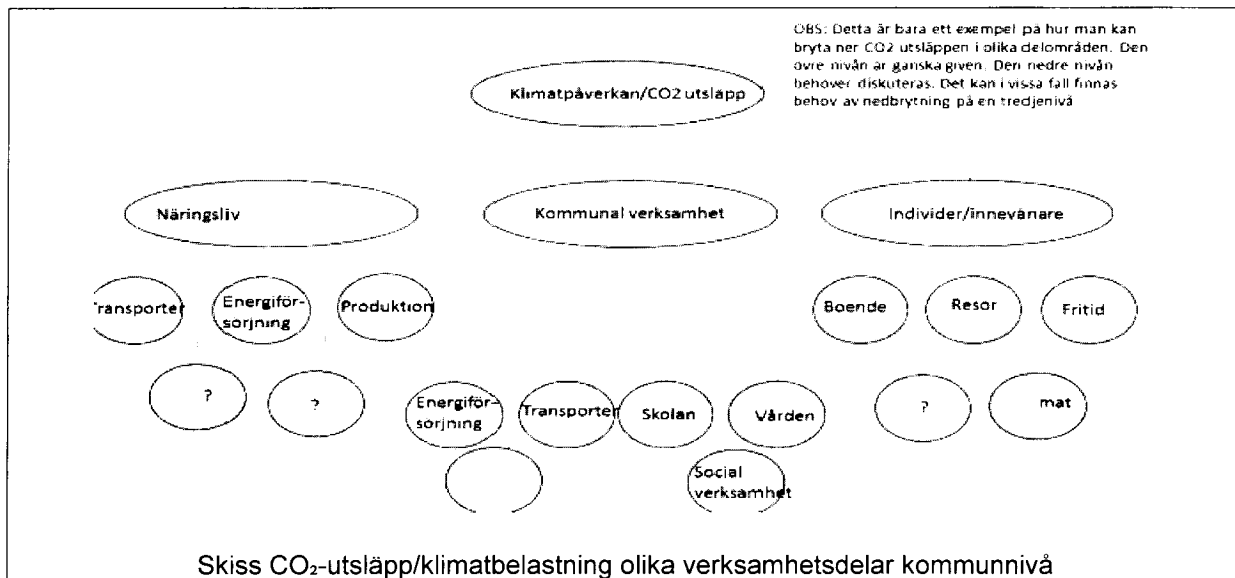 OBS: Detta är bara ett exempel på hur man kan
bryta ner CO2 utsläppen i olika delområden. Den
övre nivån är ganska given. Den nedre nivån
behöver diskuteras. Det kan i vissa fall finnas
behov av nedbrytning på en tredjenivå
Klimatpåverkan/CO2 utsläpp
Näringsliv
Kommunal verksamhet
Individer/innevånare
Transporter
Energiför-
sörjning
Produktion
Boende
Resor
Fritid
?
?
Energiför-
sörjning
Transporter
Skolan
Vården
?
mat
Social
verksamhet
Skiss CO₂-utsläpp/klimatbelastning olika verksamhetsdelar kommunnivå